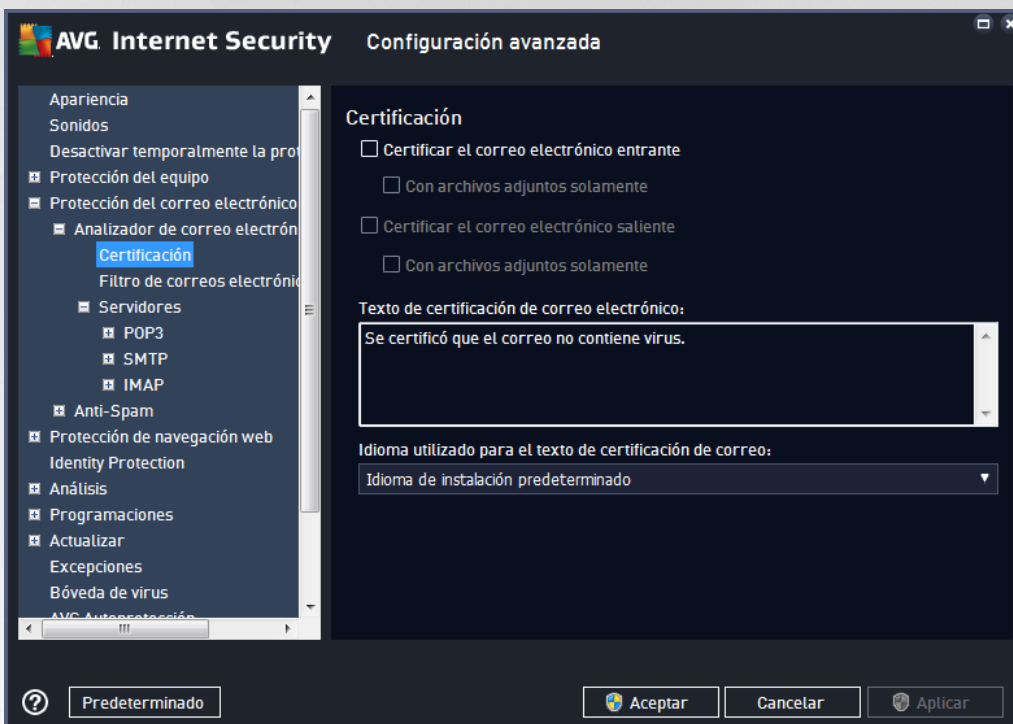 AVG. Internet Security Configuración avanzada
Apariencia
Sonidos
Desactivar temporalmente la prot
Protección del equipo
Protección del correo electrónico
Analizador de correo electrón
Certificación
Filtro de correos electrónic
Servidores
POP3
SMTP
IMAP
Anti-Spam
Protección de navegación web
Identity Protection
Análisis
Programaciones
Actualizar
Excepciones
Bóveda de virus
AVG Autoprotección
Certificación
Certificar el correo electrónico entrante
Con archivos adjuntos solamente
Certificar el correo electrónico saliente
Con archivos adjuntos solamente
Texto de certificación de correo electrónico:
Se certificó que el correo no contiene virus.
Idioma utilizado para el texto de certificación de correo:
Idioma de instalación predeterminado
Predeterminado
Aceptar
Cancelar
Aplicar